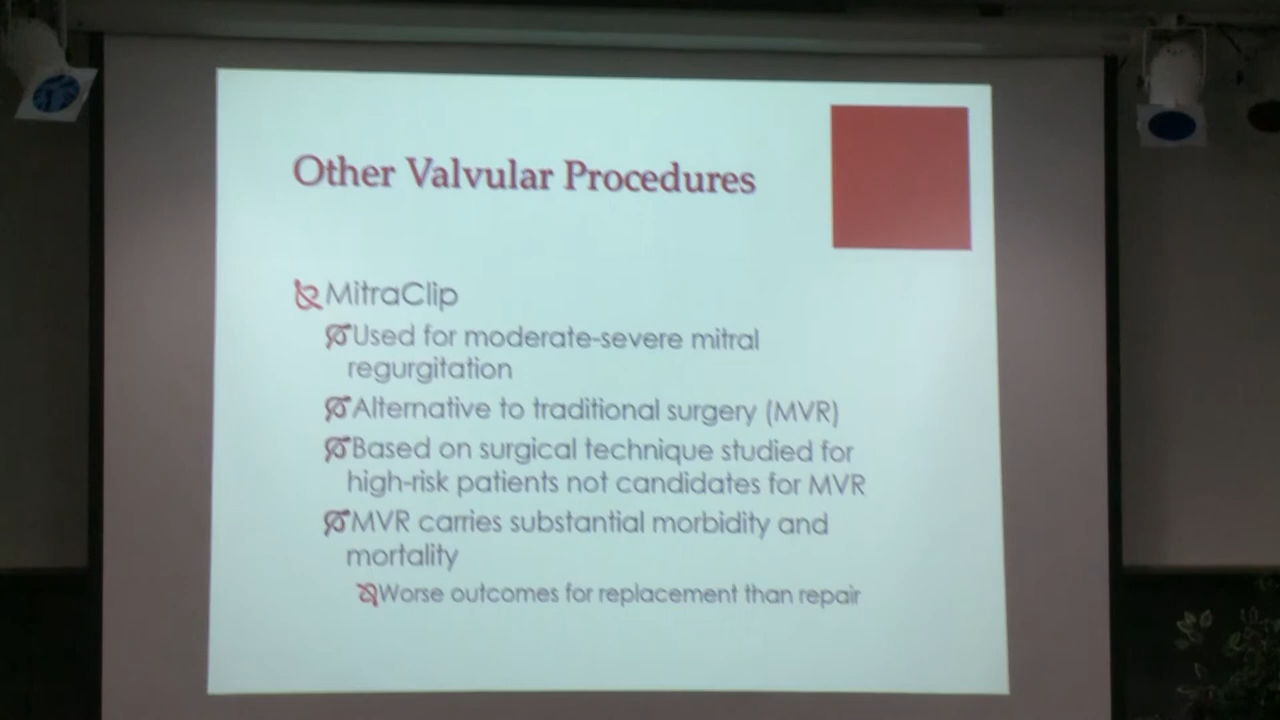 Other Valvular Procedures
MitraClip
Used for moderate-severe mitral
regurgitation
Alternative to traditional surgery (MVR)
Based on surgical technique studied for
high-risk patients not candidates for MVR
MVR carries substantial morbidity and
mortality
Worse outcomes for replacement than repair